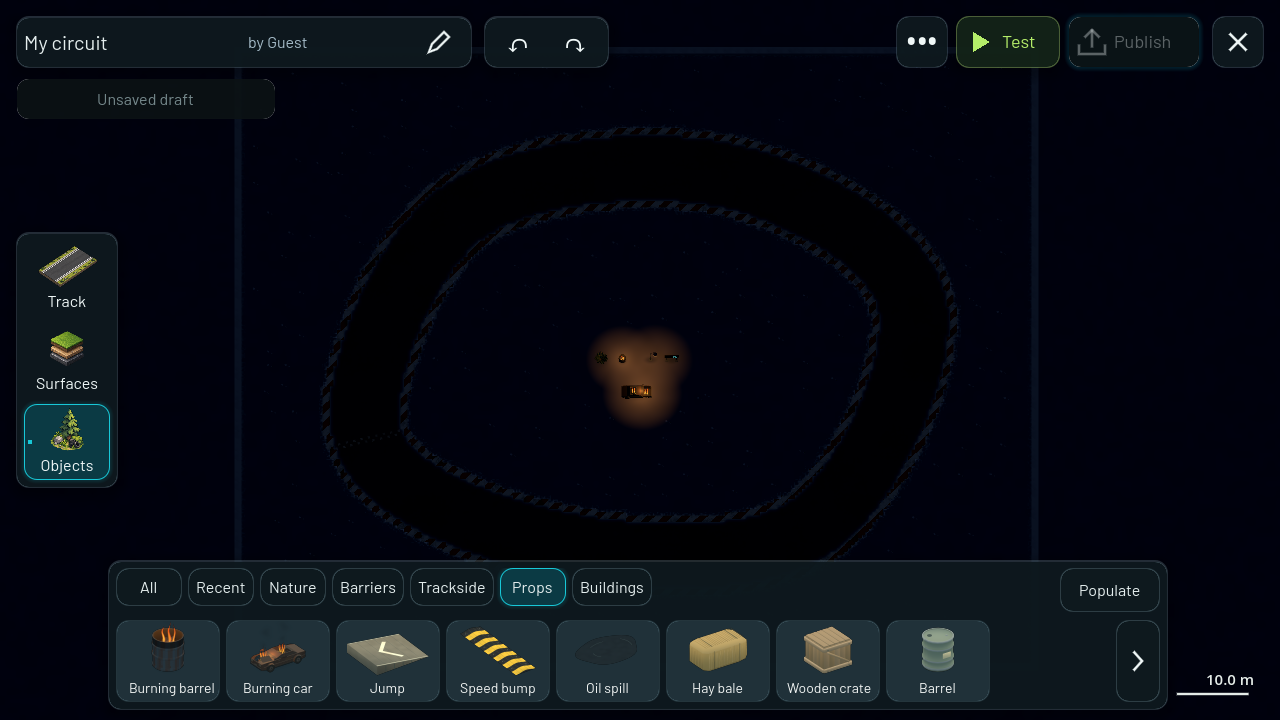 My circuit
by Guest
Test
Publish
Unsaved draft
Track
Surfaces
Objects
All
Recent
Nature
Barriers
Trackside
Props
Buildings
Populate
Burning barrel
Burning car
Jump
Speed bump
Oil spill
Hay bale
Wooden crate
Barrel
10.0 m